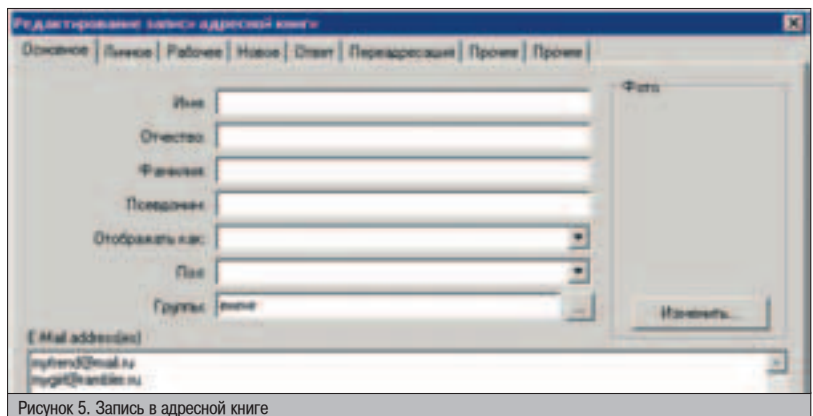 Редактирование записи адресной книги
Основное Личное Рабочее Новое Ответ Переадресация Прочее Прочее
Имя
Фото
Отчество
Фамилия
Псевдоним
Отображать как:
Пол
Группы: ...
Изменить...
E-Mail address(es)
myfrend@mail.ru
mygirl@rambler.ru
Рисунок 5. Запись в адресной книге